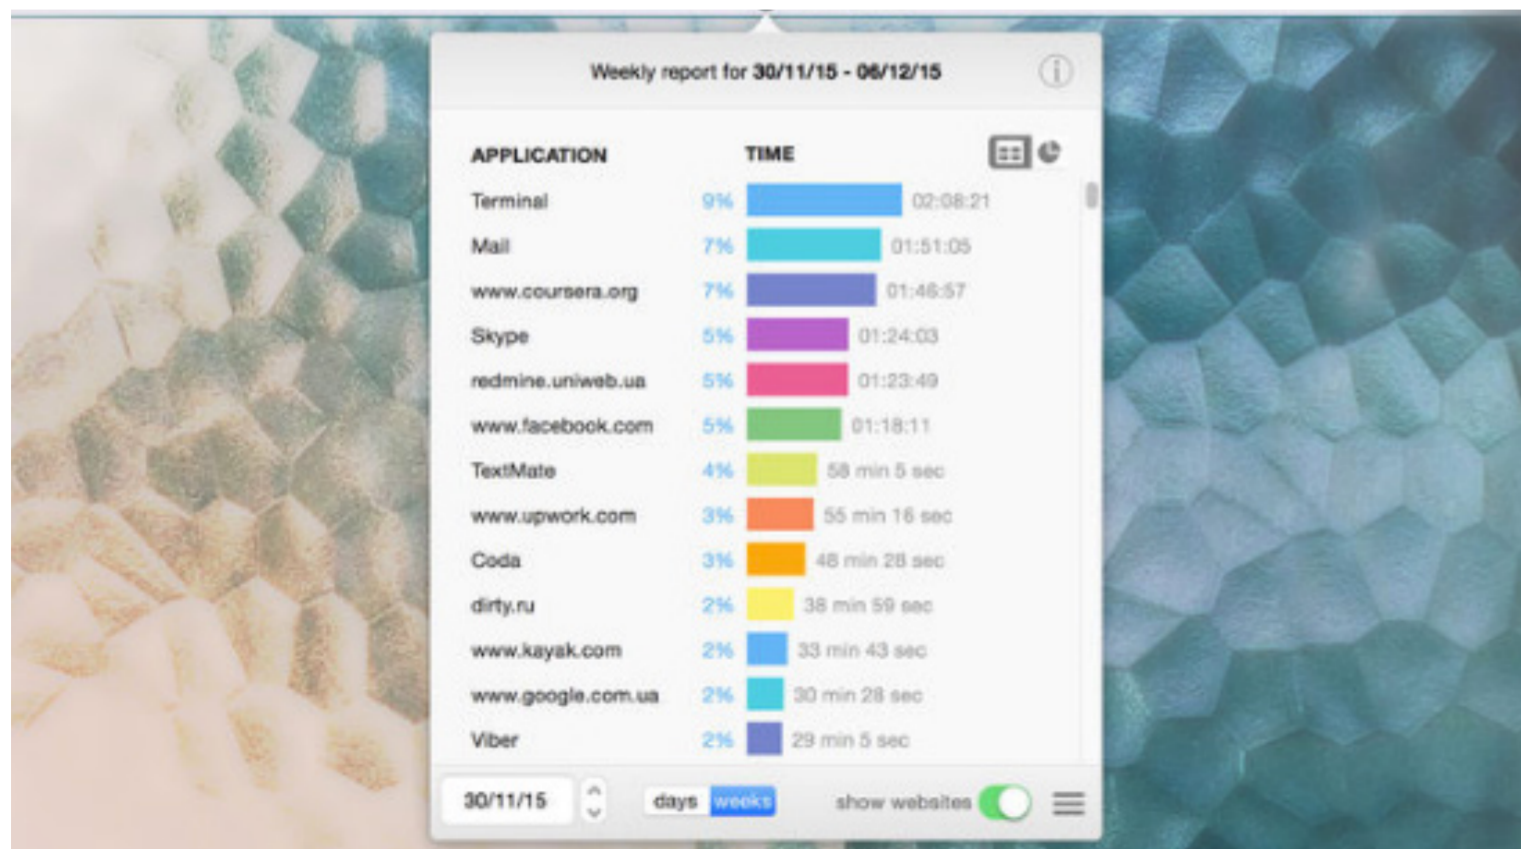 Weekly report for 30/11/15 - 06/12/15
APPLICATION TIME
Terminal 9% 02:08:21
Mail 7% 01:51:05
www.coursera.org 7% 01:46:57
Skype 5% 01:24:03
redmine.uniweb.ua 5% 01:23:49
www.facebook.com 5% 01:18:11
TextMate 4% 58 min 5 sec
www.upwork.com 3% 55 min 16 sec
Coda 3% 48 min 28 sec
dirty.ru 2% 38 min 59 sec
www.kayak.com 2% 33 min 43 sec
www.google.com.ua 2% 30 min 28 sec
Viber 2% 29 min 5 sec
30/11/15 days weeks show websites